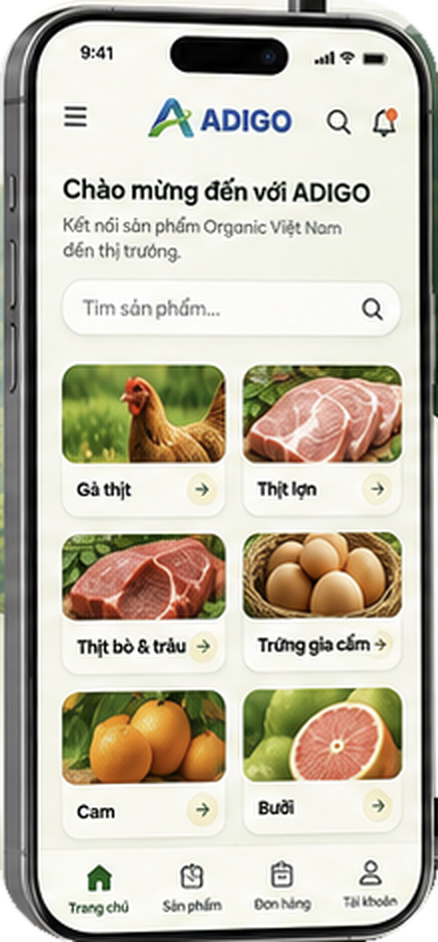 9:41
ADIGO
Chào mừng đến với ADIGO
Kết nối sản phẩm Organic Việt Nam
đến thị trường.
Tìm sản phẩm...
Gà thịt
Thịt lợn
Thịt bò & trâu
Trứng gia cầm
Cam
Bưởi
Trang chủ
Sản phẩm
Đơn hàng
Tài khoản